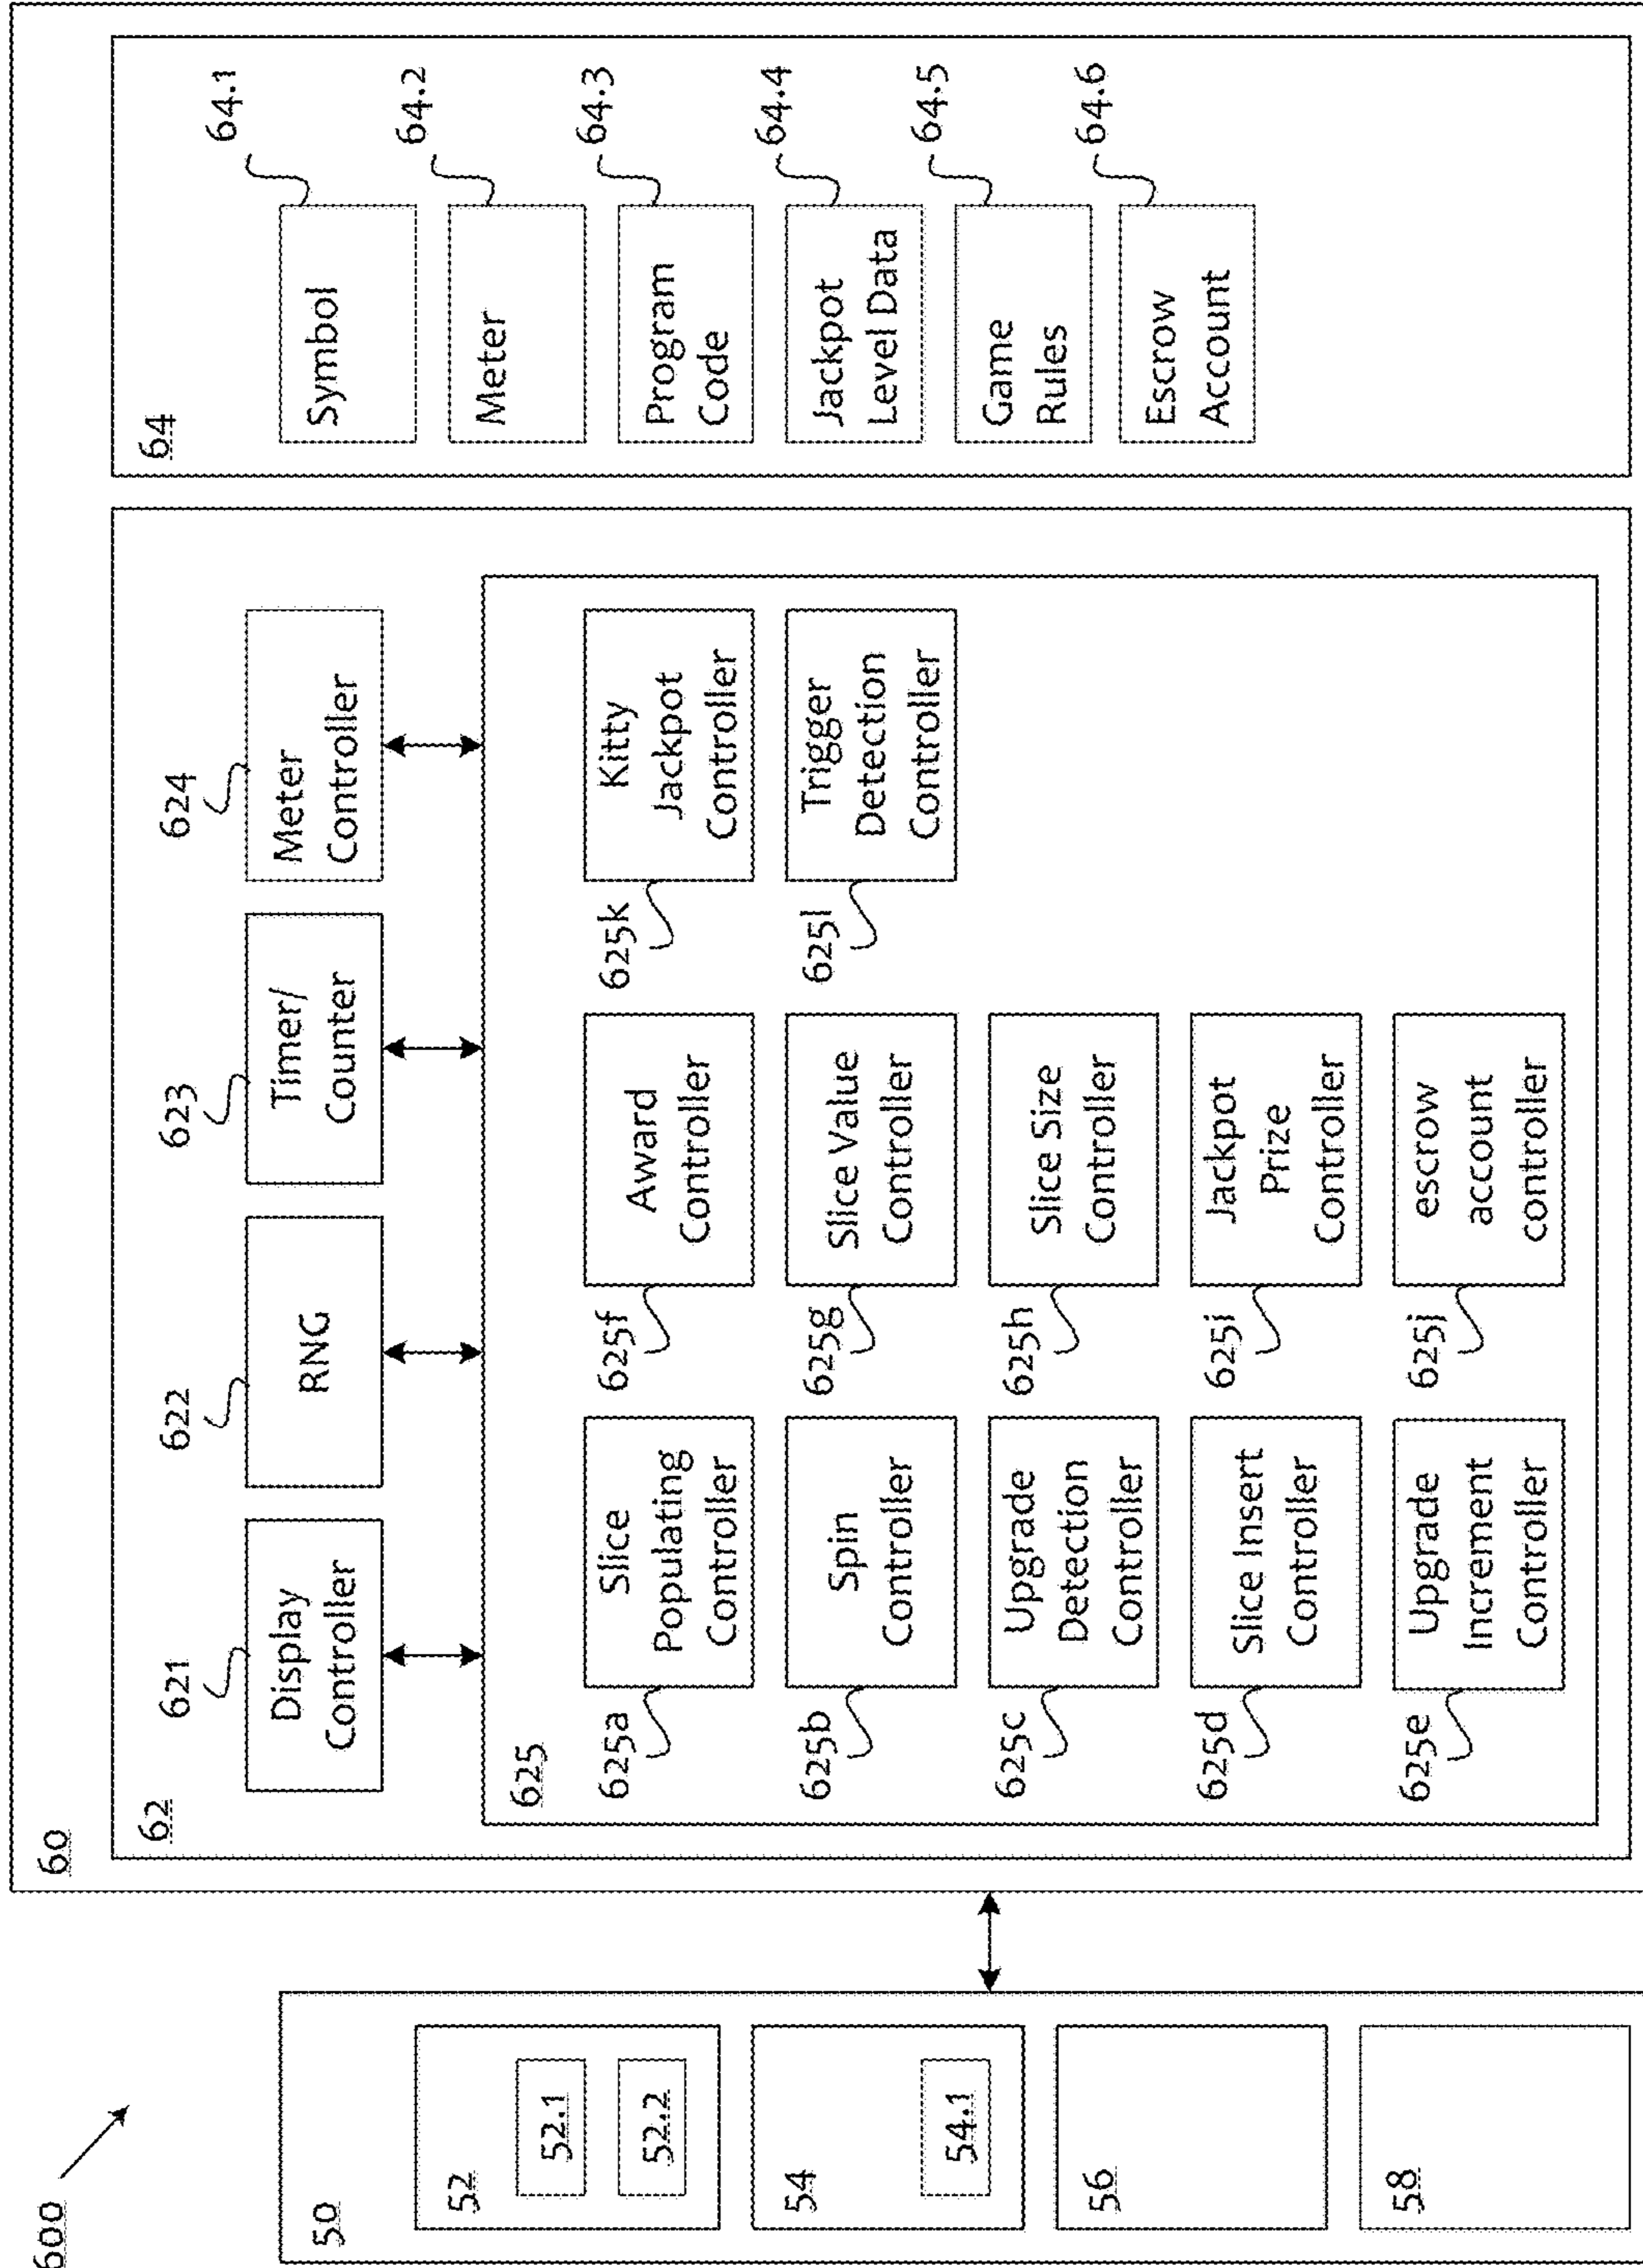 600
50
52
52.1
52.2
54
54.1
56
58
60
62
621
Display
Controller
622
RNG
623
Timer/
Counter
624
Meter
Controller
625
625a
Slice
Populating
Controller
625b
Spin
Controller
625c
Upgrade
Detection
Controller
625d
Slice Insert
Controller
625e
Upgrade
Increment
Controller
625f
Award
Controller
625g
Slice Value
Controller
625h
Slice Size
Controller
625i
Jackpot
Prize
Controller
625j
escrow
account
controller
625k
Kitty
Jackpot
Controller
625l
Trigger
Detection
Controller
64
Symbol
64.1
Meter
64.2
Program
Code
64.3
Jackpot
Level Data
64.4
Game
Rules
64.5
Escrow
Account
64.6